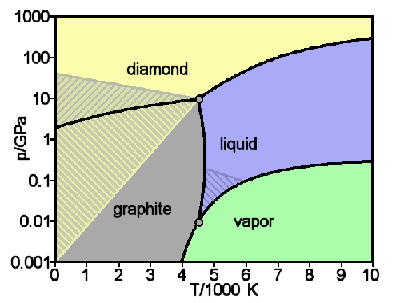 1000
diamond
100
10
1
0.1
0.01
0.001
p/GPa
liquid
graphite
vapor
0 1 2 3 4 5 6 7 8 9 10
T/1000 K